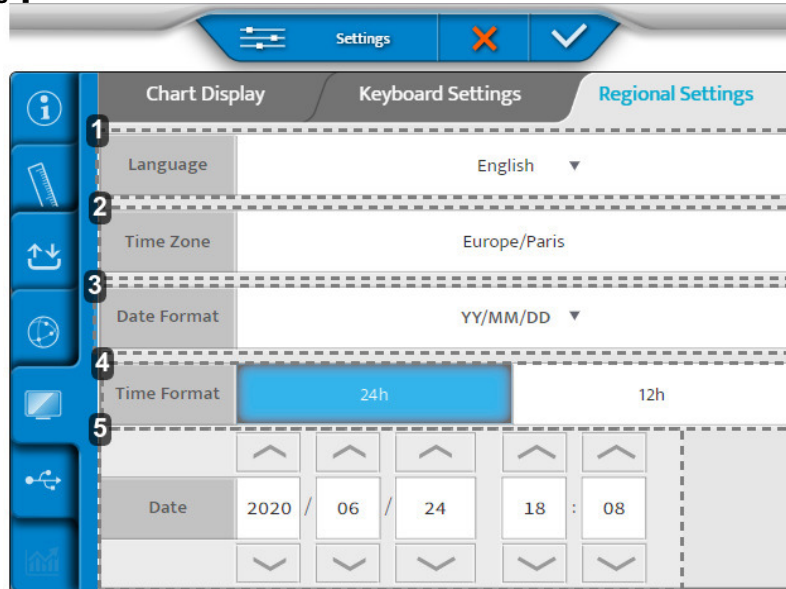 Settings
Chart Display Keyboard Settings Regional Settings
1
Language English ▼
2
Time Zone Europe/Paris
3
Date Format YY/MM/DD ▼
4
Time Format 24h 12h
5
Date 2020 / 06 / 24 18 : 08